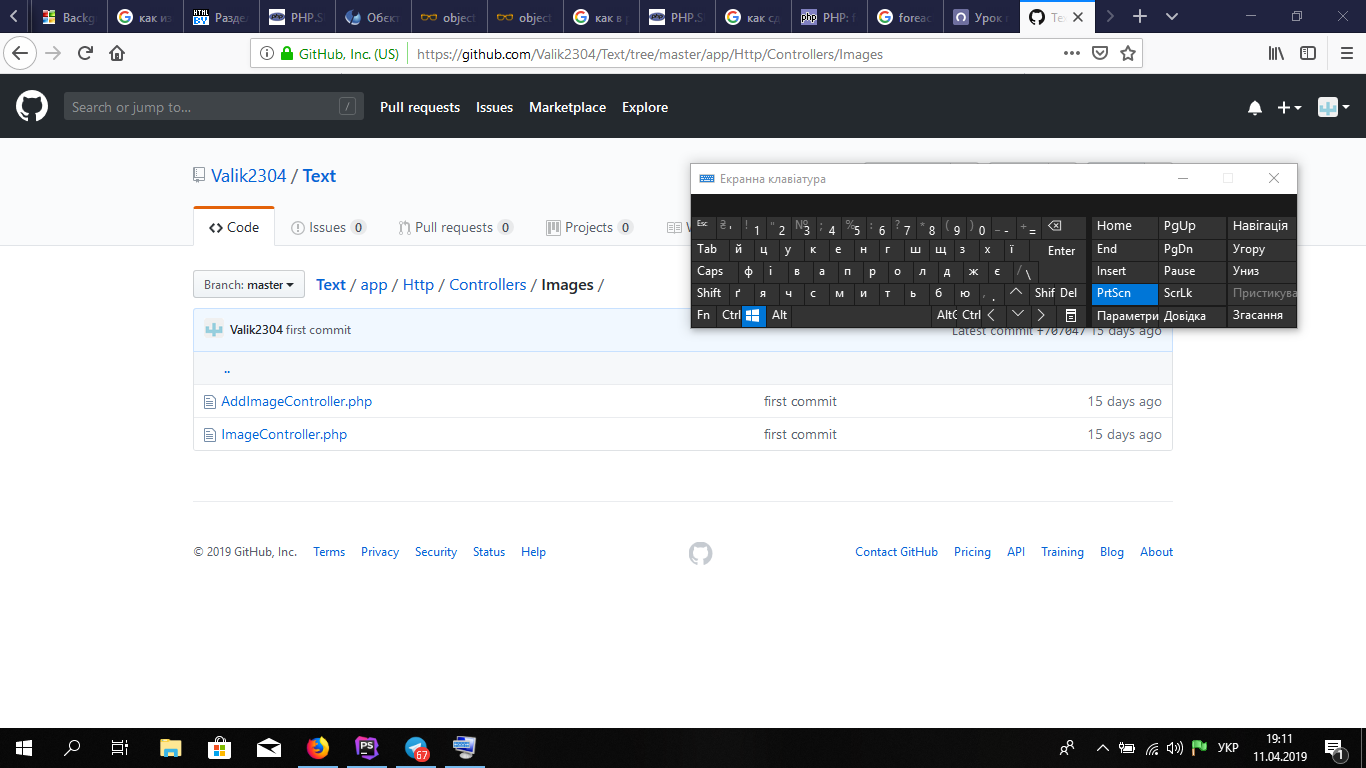 Backg
как из
Разде
PHP.S
Обєк
object
object
как в р
PHP.S
как сд
PHP: f
foreac
Урок
Te
GitHub, Inc. (US) https://github.com/Valik2304/Text/tree/master/app/Http/Controllers/Images
Search or jump to... /
Pull requests Issues Marketplace Explore
Valik2304 / Text
Code Issues 0 Pull requests 0 Projects 0
Branch: master Text / app / Http / Controllers / Images /
Valik2304 first commit
Latest commit 15 days ago
..
AddImageController.php first commit 15 days ago
ImageController.php first commit 15 days ago
© 2019 GitHub, Inc. Terms Privacy Security Status Help
Contact GitHub Pricing API Training Blog About
Екранна клавіатура
Esc ₴ ' ! 1 " 2 № 3 ; 4 % 5 : 6 ? 7 * 8 ( 9 ) 0 _ - + = Home PgUp Навігація
Tab й ц у к е н г ш щ з х ї Enter End PgDn Угору
Caps ф і в а п р о л д ж є / \ Insert Pause Униз
Shift ґ я ч с м и т ь б ю , . Shif Del PrtScn ScrLk Пристикува
Fn Ctrl Alt AltG Ctrl Параметри Довідка Згасання
PS
67
УКР
19:11
11.04.2019
1